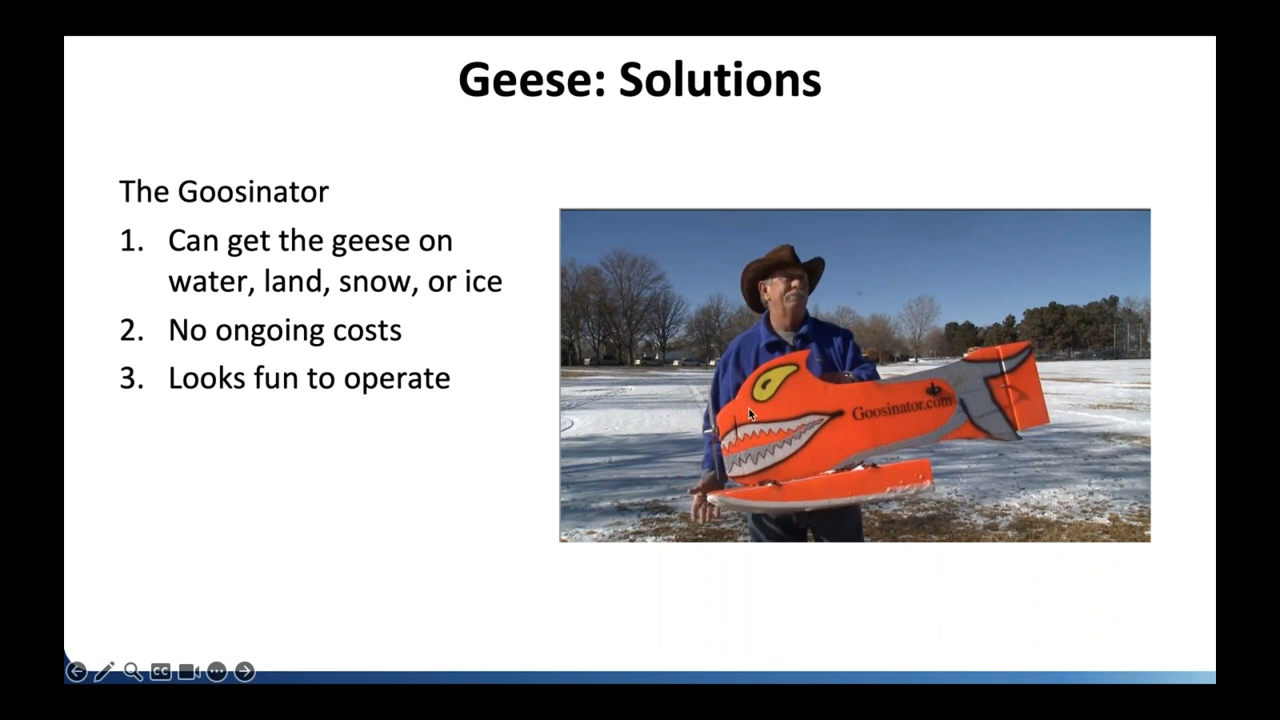 Geese: Solutions
The Goosinator
1. Can get the geese on
water, land, snow, or ice
2. No ongoing costs
3. Looks fun to operate
Goosinator.com
CC